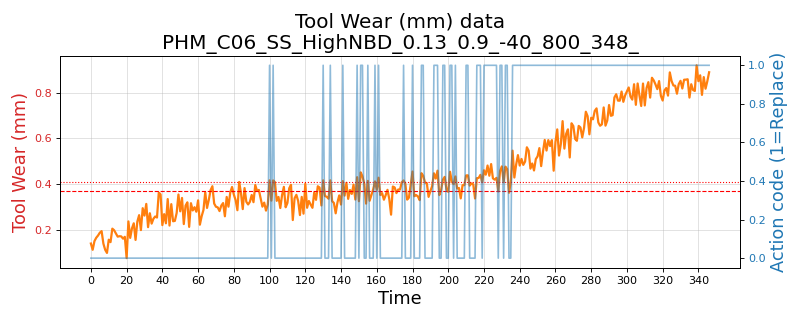 Tool Wear (mm) data
PHM_C06_SS_HighNBD_0.13_0.9_-40_800_348_
Tool Wear (mm)
0.8
0.6
0.4
0.2
1.0
0.8
0.6
0.4
0.2
0.0
Action code (1=Replace)
0 20 40 60 80 100 120 140 160 180 200 220 240 260 280 300 320 340
Time